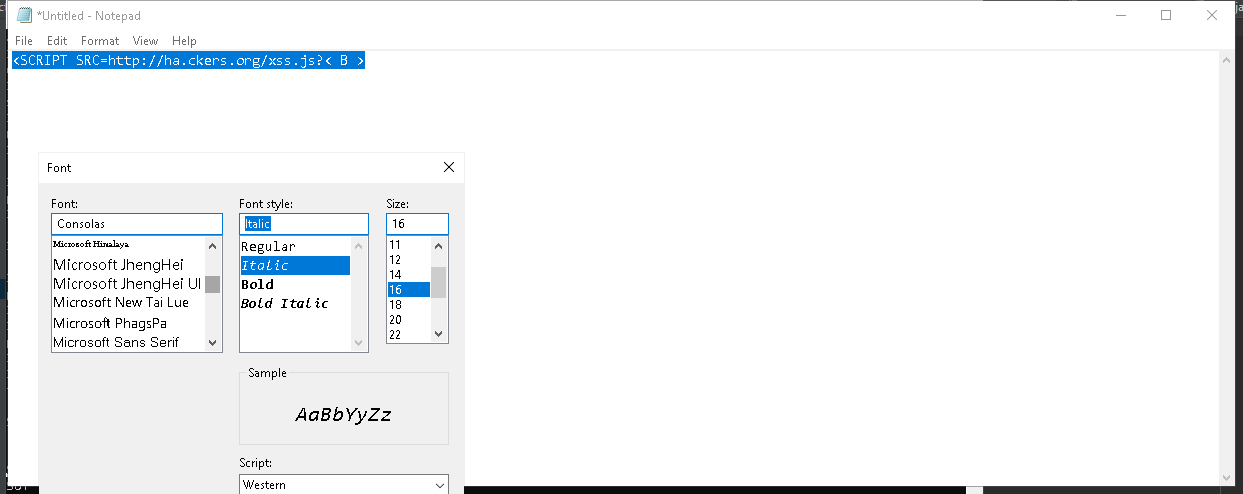 *Untitled - Notepad
File Edit Format View Help
<SCRIPT SRC=http://ha.ckers.org/xss.js?< B >
Font
Font: Font style: Size:
Consolas Italic 16
Microsoft Himalaya Regular 11
Microsoft JhengHei Italic 12
Microsoft JhengHei UI Bold 14
Microsoft New Tai Lue Bold Italic 16
Microsoft PhagsPa 18
Microsoft Sans Serif 20
22
Sample
AaBbYyZz
Script:
Western